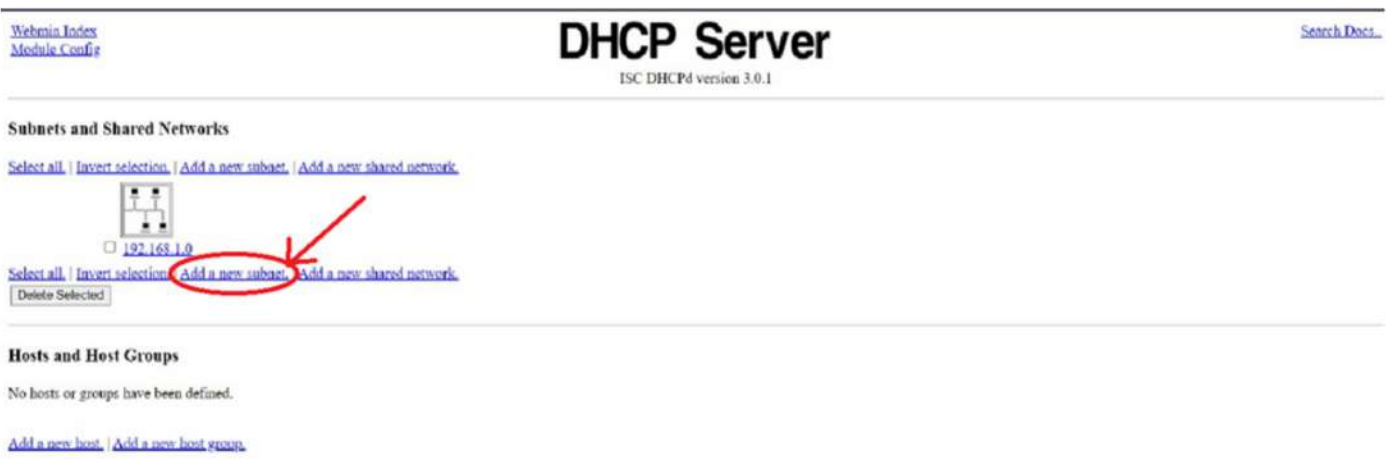 Webmin Index
Module Config
DHCP Server
Search Docs..
ISC DHCPd version 3.0.1
Subnets and Shared Networks
Select all. | Invert selection. | Add a new subnet. | Add a new shared network.
192.168.1.0
Select all. | Invert selection. Add a new subnet. Add a new shared network.
Delete Selected
Hosts and Host Groups
No hosts or groups have been defined.
Add a new host. | Add a new host group.